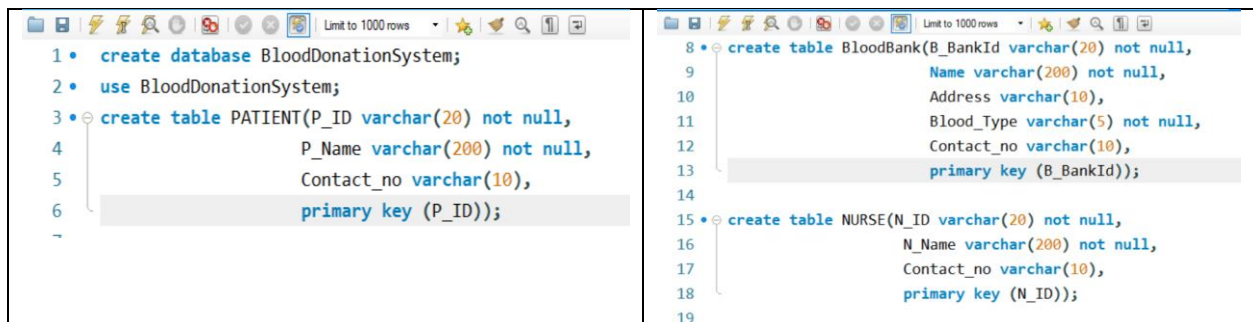 Limit to 1000 rows
1 create database BloodDonationSystem;
2 use BloodDonationSystem;
3 create table PATIENT(P_ID varchar(20) not null,
4 P_Name varchar(200) not null,
5 Contact_no varchar(10),
6 primary key (P_ID));
Limit to 1000 rows
8 create table BloodBank(B_BankId varchar(20) not null,
9 Name varchar(200) not null,
10 Address varchar(10),
11 Blood_Type varchar(5) not null,
12 Contact_no varchar(10),
13 primary key (B_BankId));
14
15 create table NURSE(N_ID varchar(20) not null,
16 N_Name varchar(200) not null,
17 Contact_no varchar(10),
18 primary key (N_ID));
19